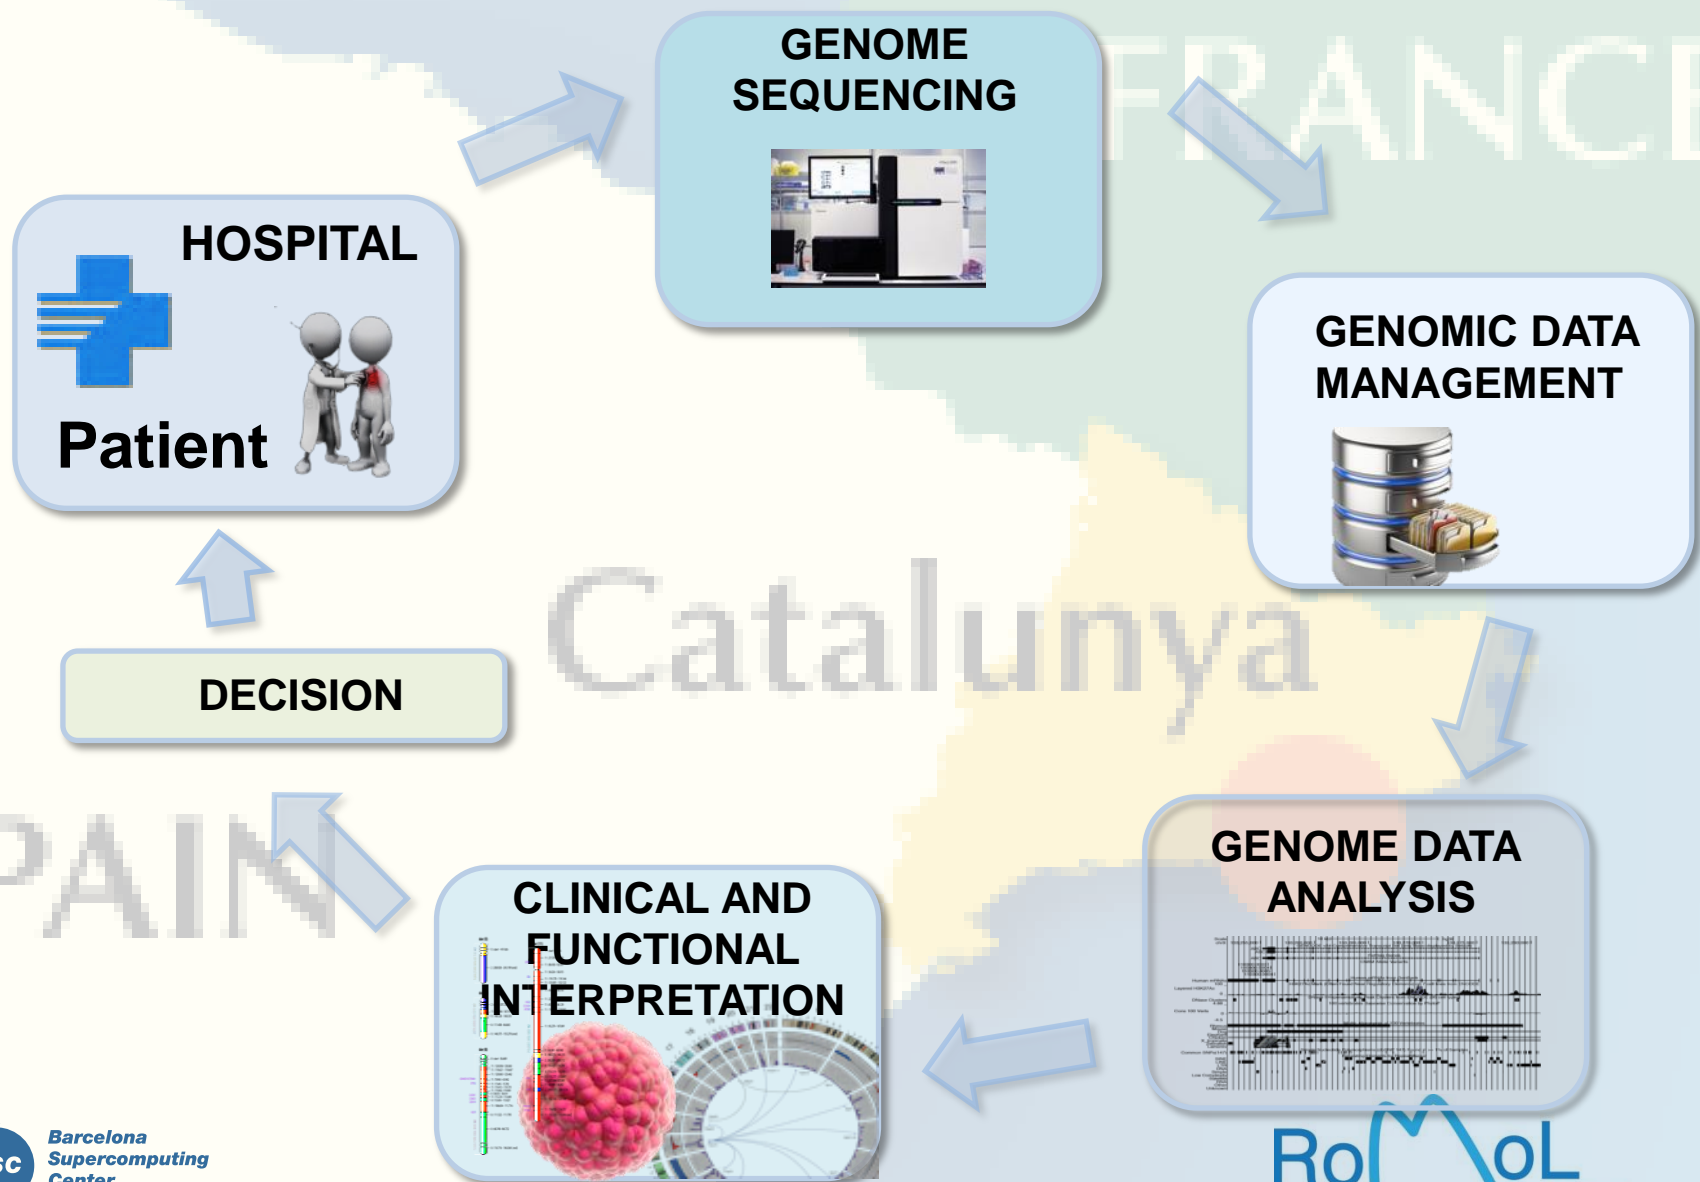 GENOME
SEQUENCING
FRANCE
HOSPITAL
Patient
GENOMIC DATA
MANAGEMENT
Catalunya
DECISION
PAIN
GENOME DATA
ANALYSIS
CLINICAL AND
FUNCTIONAL
INTERPRETATION
Barcelona
Supercomputing
Center
sc
RoMoL